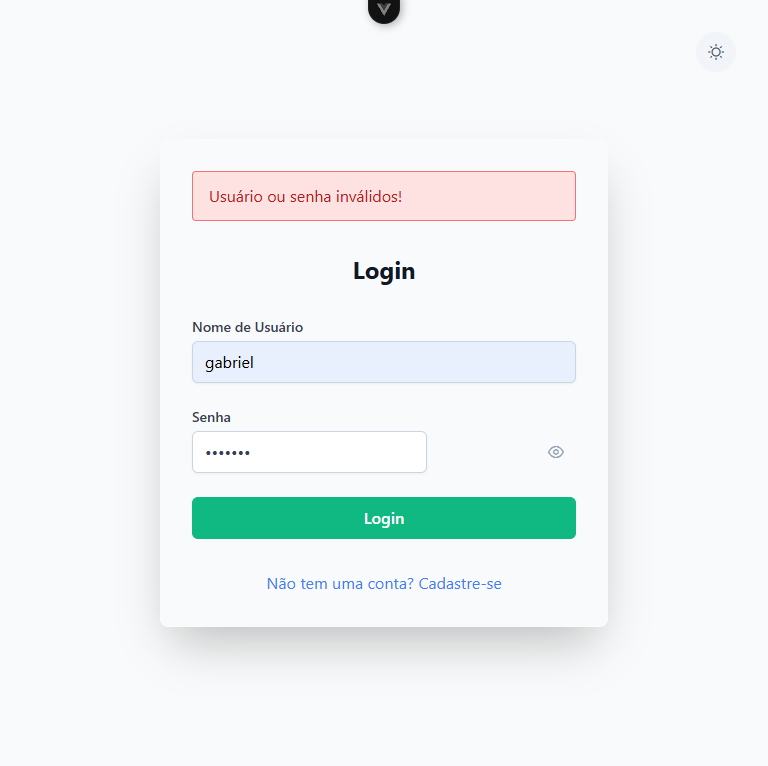 Usuário ou senha inválidos!
Login
Nome de Usuário
gabriel
Senha
•••••••
Login
Não tem uma conta? Cadastre-se